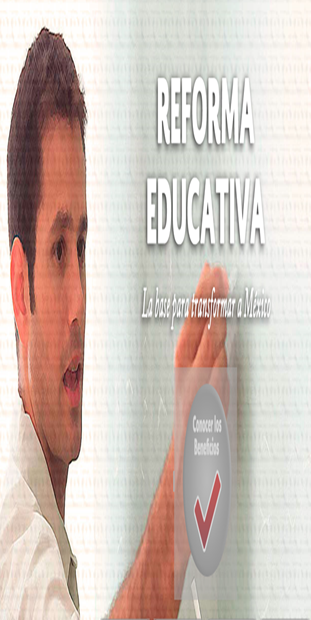 REFORMA
EDUCATIVA
La base para transformar a México
Conocer los
Beneficios